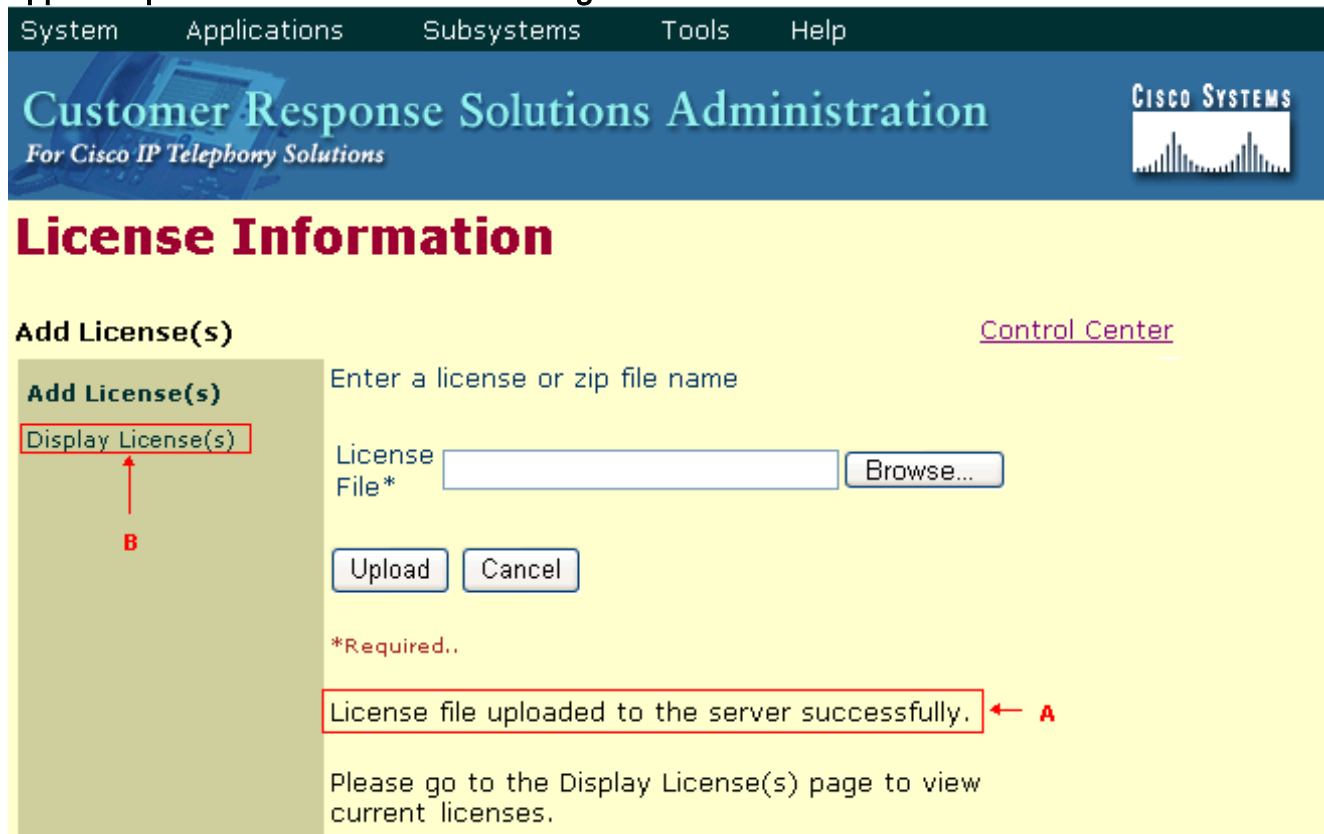 System Applications Subsystems Tools Help
Customer Response Solutions Administration
For Cisco IP Telephony Solutions
CISCO SYSTEMS
License Information
Add License(s) Control Center
Add License(s)
Display License(s)
B
Enter a license or zip file name
License
File*
Browse...
Upload Cancel
*Required..
License file uploaded to the server successfully. A
Please go to the Display License(s) page to view
current licenses.